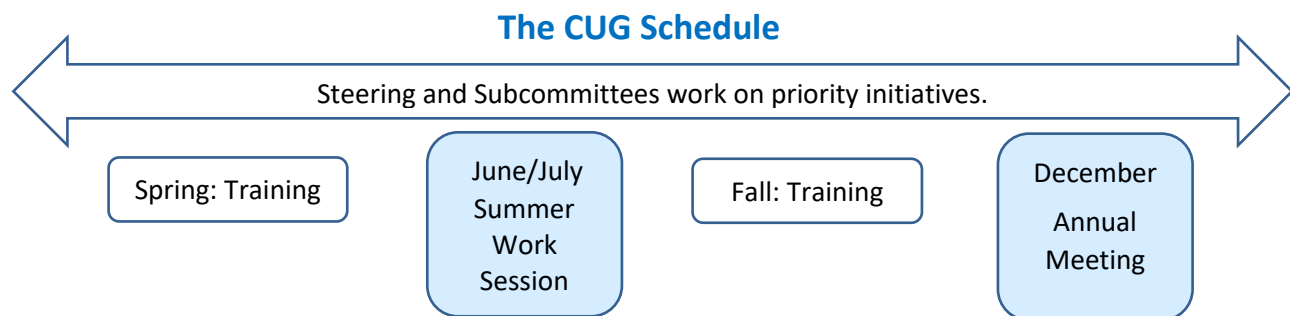 The CUG Schedule
Steering and Subcommittees work on priority initiatives.
Spring: Training
June/July
Summer
Work
Session
Fall: Training
December
Annual
Meeting